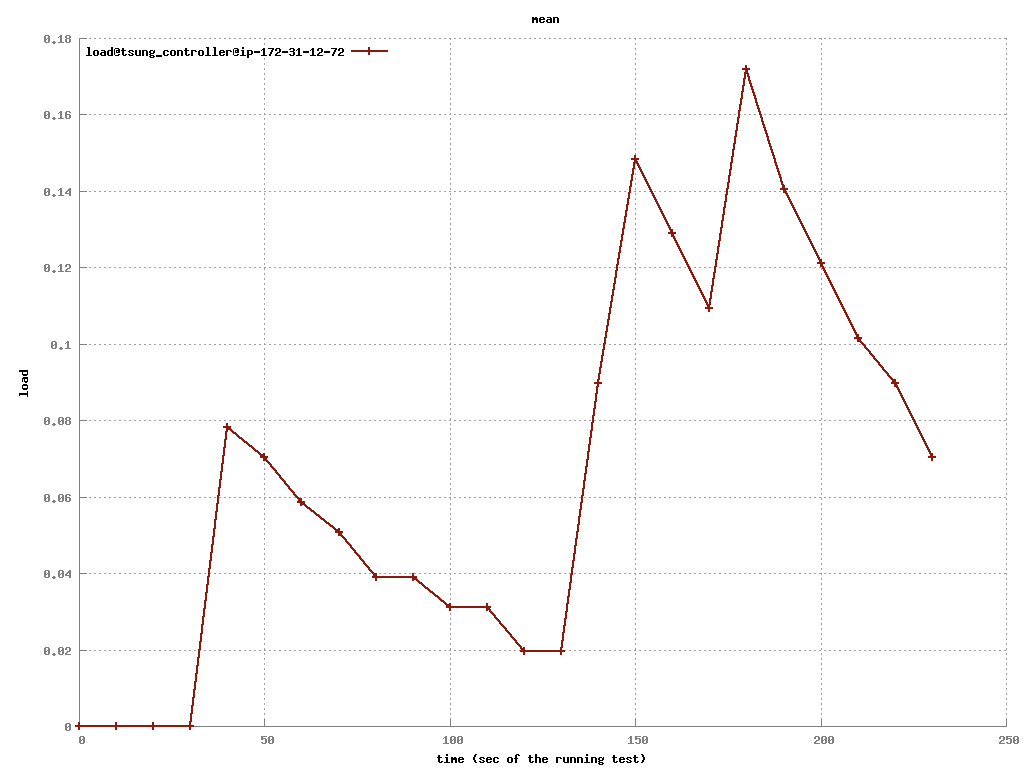 mean
load@tsung_controller@ip-172-31-12-72
0.18
0.16
0.14
0.12
0.1
0.08
0.06
0.04
0.02
0
load
0 50 100 150 200 250
time (sec of the running test)